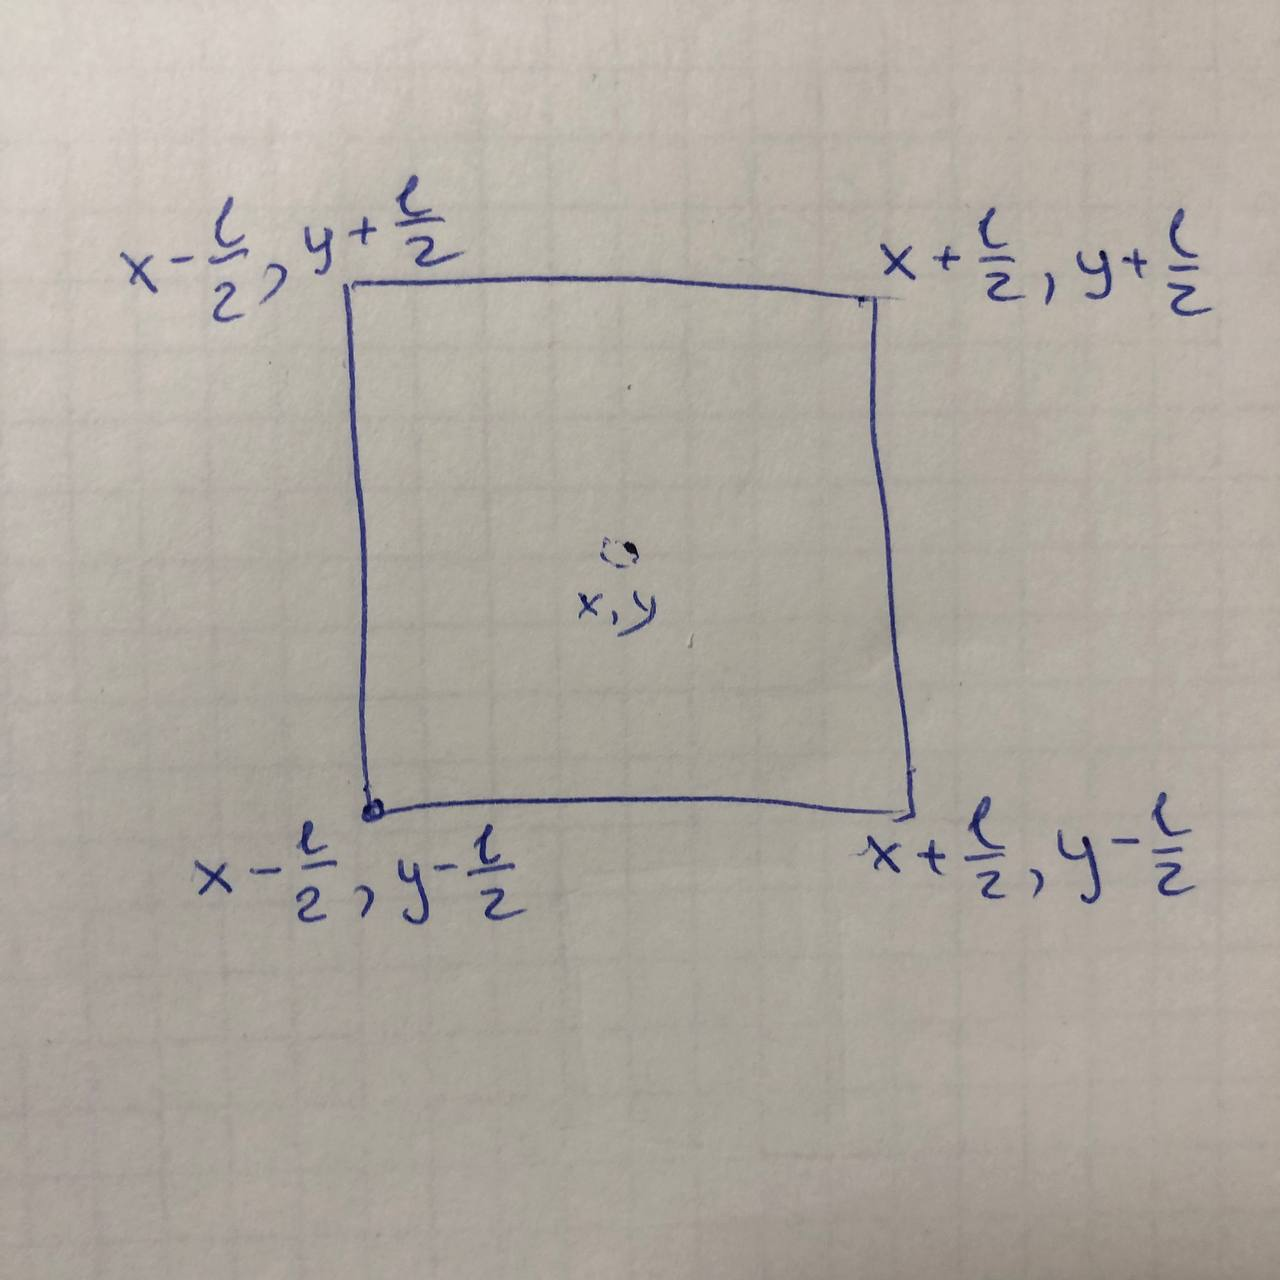 x - l/2, y + l/2
x + l/2, y + l/2
x, y
x - l/2, y - l/2
x + l/2, y - l/2